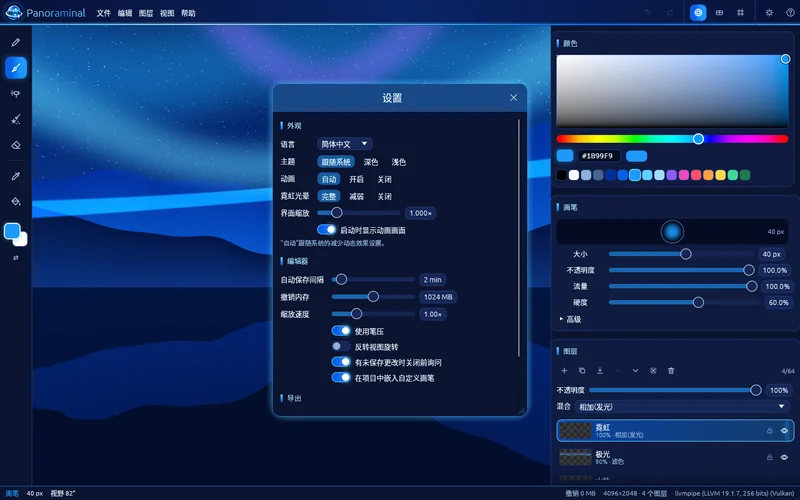 Panoraminal 文件 编辑 图层 视图 帮助
设置
外观
语言 简体中文
主题 跟随系统 深色 浅色
动画 自动 开启 关闭
霓虹光晕 完整 减弱 关闭
界面缩放 1.000×
启动时显示动画画面
"自动"跟随系统的减少动态效果设置。
编辑器
自动保存间隔 2 min
撤销内存 1024 MB
缩放速度 1.00×
使用笔压
反转视图旋转
有未保存更改时关闭前询问
在项目中嵌入自定义画笔
导出
颜色
#1B99F9
画笔
40 px
大小 40 px
不透明度 100.0%
流量 100.0%
硬度 60.0%
高级
图层
4/64
不透明度 100%
混合 相加(发光)
霓虹
100% · 相加(发光)
极光
90% · 滤色
画笔 40 px 视野 82°
撤销 0 MB 4096×2048 · 4 个图层 llvmpipe (LLVM 19.1.7, 256 bits) (Vulkan)